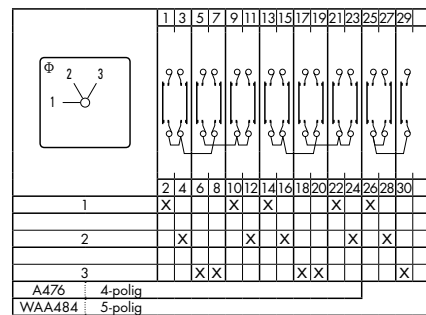 1 3 5 7 9 11 13 15 17 19 21 23 25 27 29
Φ
2 3
1
2 4 6 8 10 12 14 16 18 20 22 24 26 28 30
1 X X X X X
2 X X X X X
3 X X X X X
A476 4-polig
WAA484 5-polig